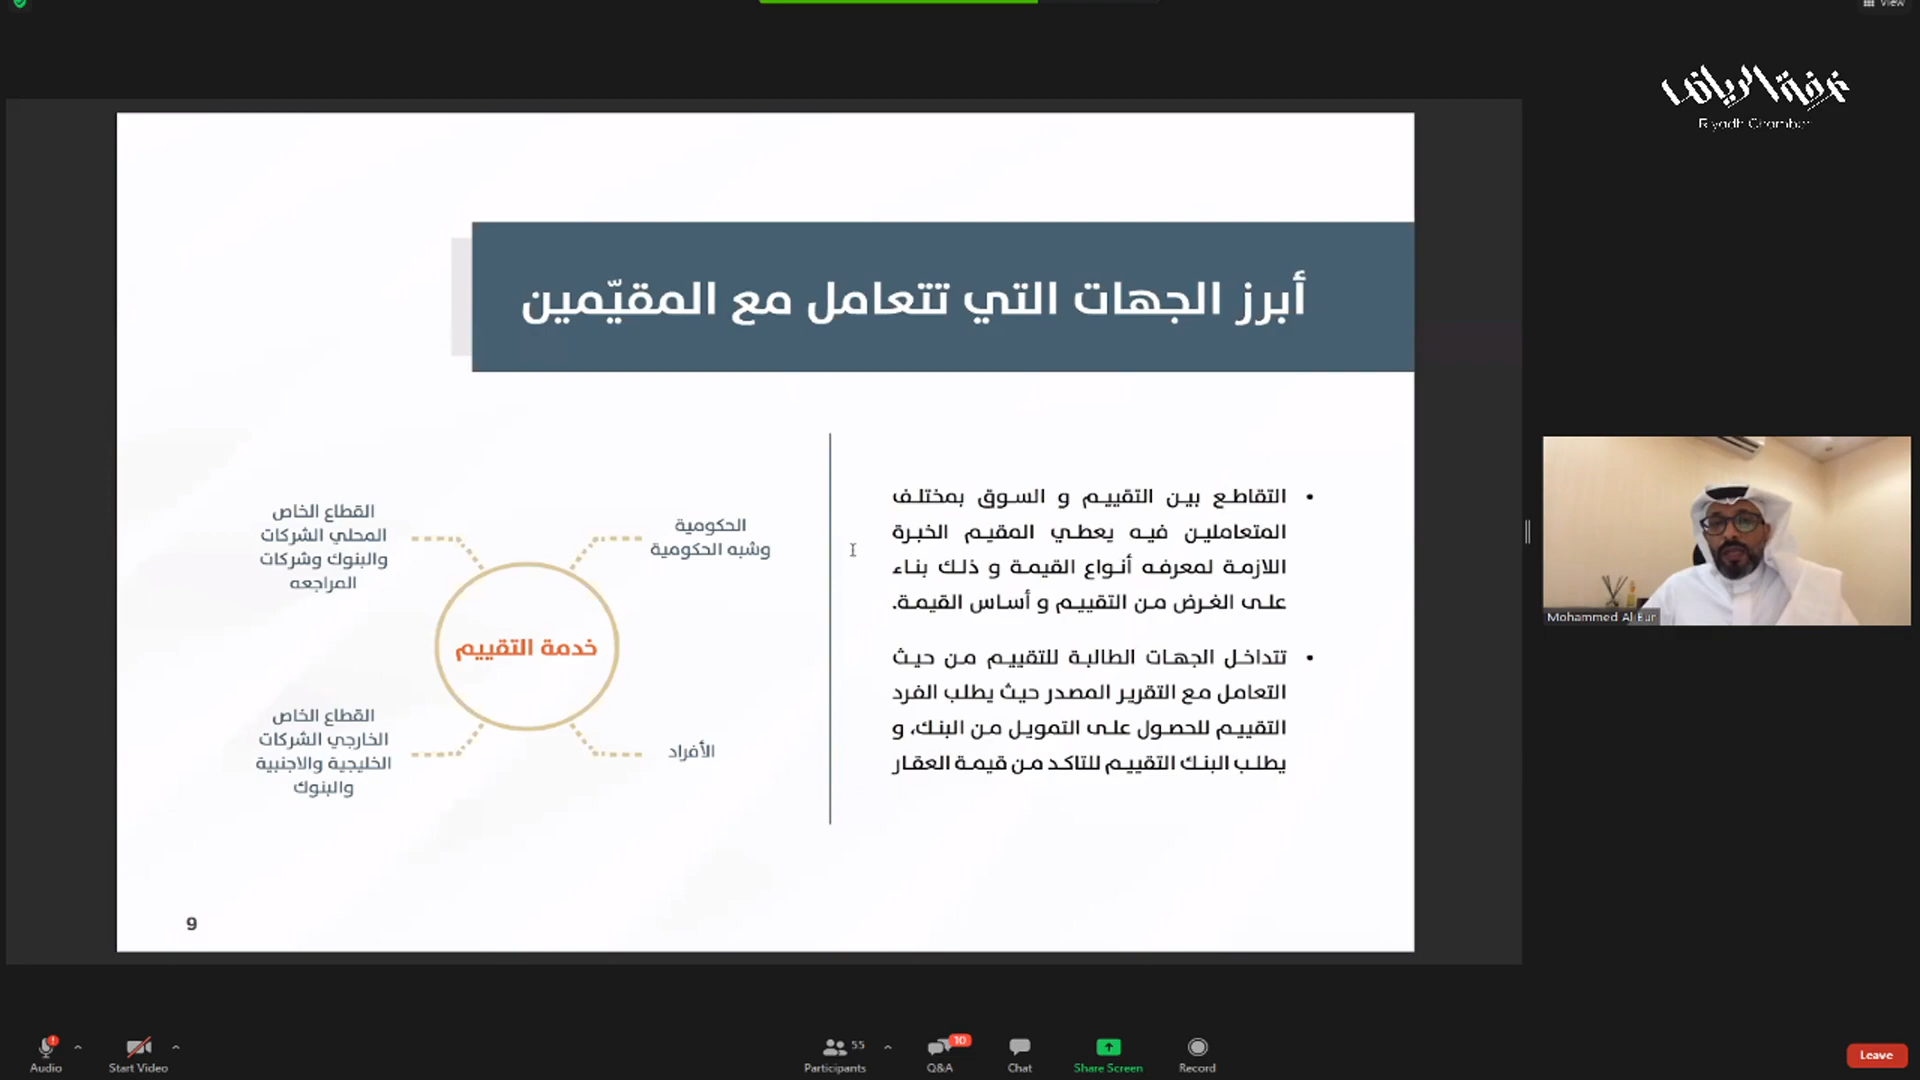 View
غرفة الرياض
Riyadh Chamber
أبرز الجهات التي تتعامل مع المقيّمين
• التقاطع بين التقييم و السوق بمختلف
المتعاملين فيه يعطي المقيم الخبرة
اللازمة لمعرفه أنواع القيمة و ذلك بناء
على الغرض من التقييم و أساس القيمة.
• تتداخل الجهات الطالبة للتقييم من حيث
التعامل مع التقرير المصدر حيث يطلب الفرد
التقييم للحصول على التمويل من البنك، و
يطلب البنك التقييم للتاكد من قيمة العقار
الحكومية
وشبه الحكومية
القطاع الخاص
المحلي الشركات
والبنوك وشركات
المراجعه
خدمة التقييم
الأفراد
القطاع الخاص
الخارجي الشركات
الخليجية والاجنبية
والبنوك
9
Mohammed Al Eur
Audio
Start Video
55
Participants
10
Q&A
Chat
Share Screen
Record
Leave